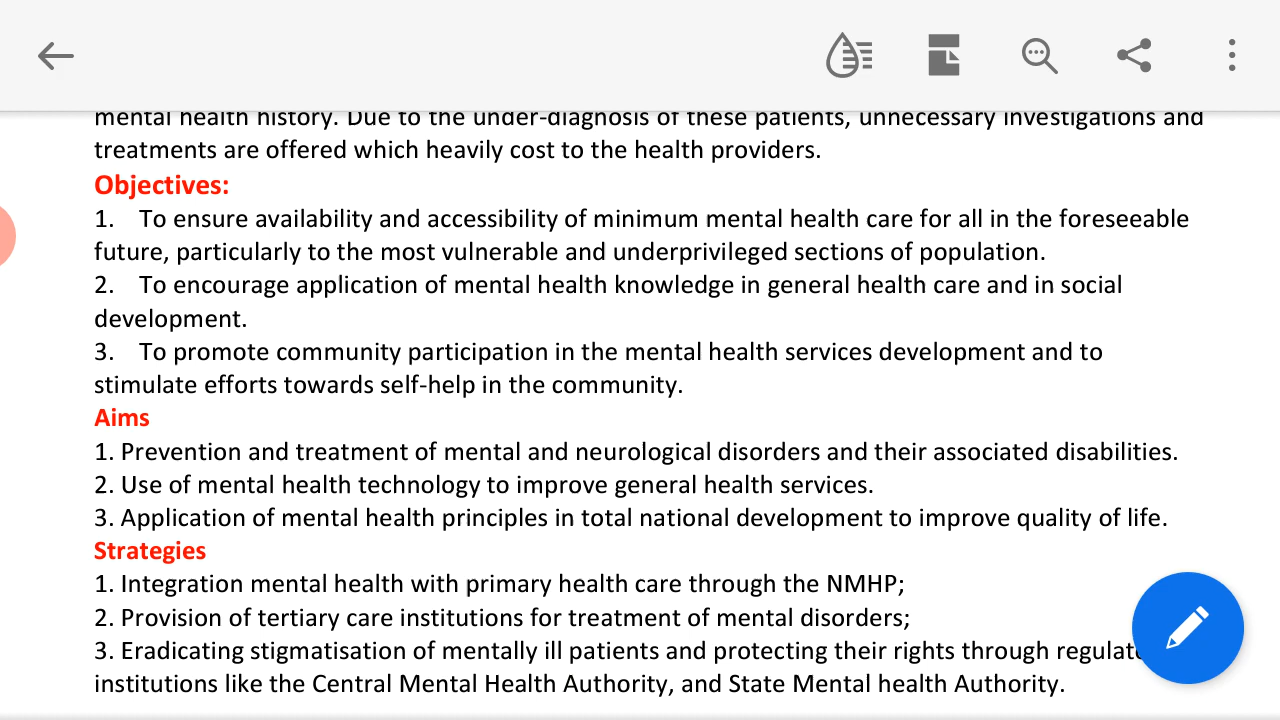 mental health history. Due to the under-diagnosis of these patients, unnecessary investigations and
treatments are offered which heavily cost to the health providers.
Objectives:
1. To ensure availability and accessibility of minimum mental health care for all in the foreseeable
future, particularly to the most vulnerable and underprivileged sections of population.
2. To encourage application of mental health knowledge in general health care and in social
development.
3. To promote community participation in the mental health services development and to
stimulate efforts towards self-help in the community.
Aims
1. Prevention and treatment of mental and neurological disorders and their associated disabilities.
2. Use of mental health technology to improve general health services.
3. Application of mental health principles in total national development to improve quality of life.
Strategies
1. Integration mental health with primary health care through the NMHP;
2. Provision of tertiary care institutions for treatment of mental disorders;
3. Eradicating stigmatisation of mentally ill patients and protecting their rights through
institutions like the Central Mental Health Authority, and State Mental health Authority.